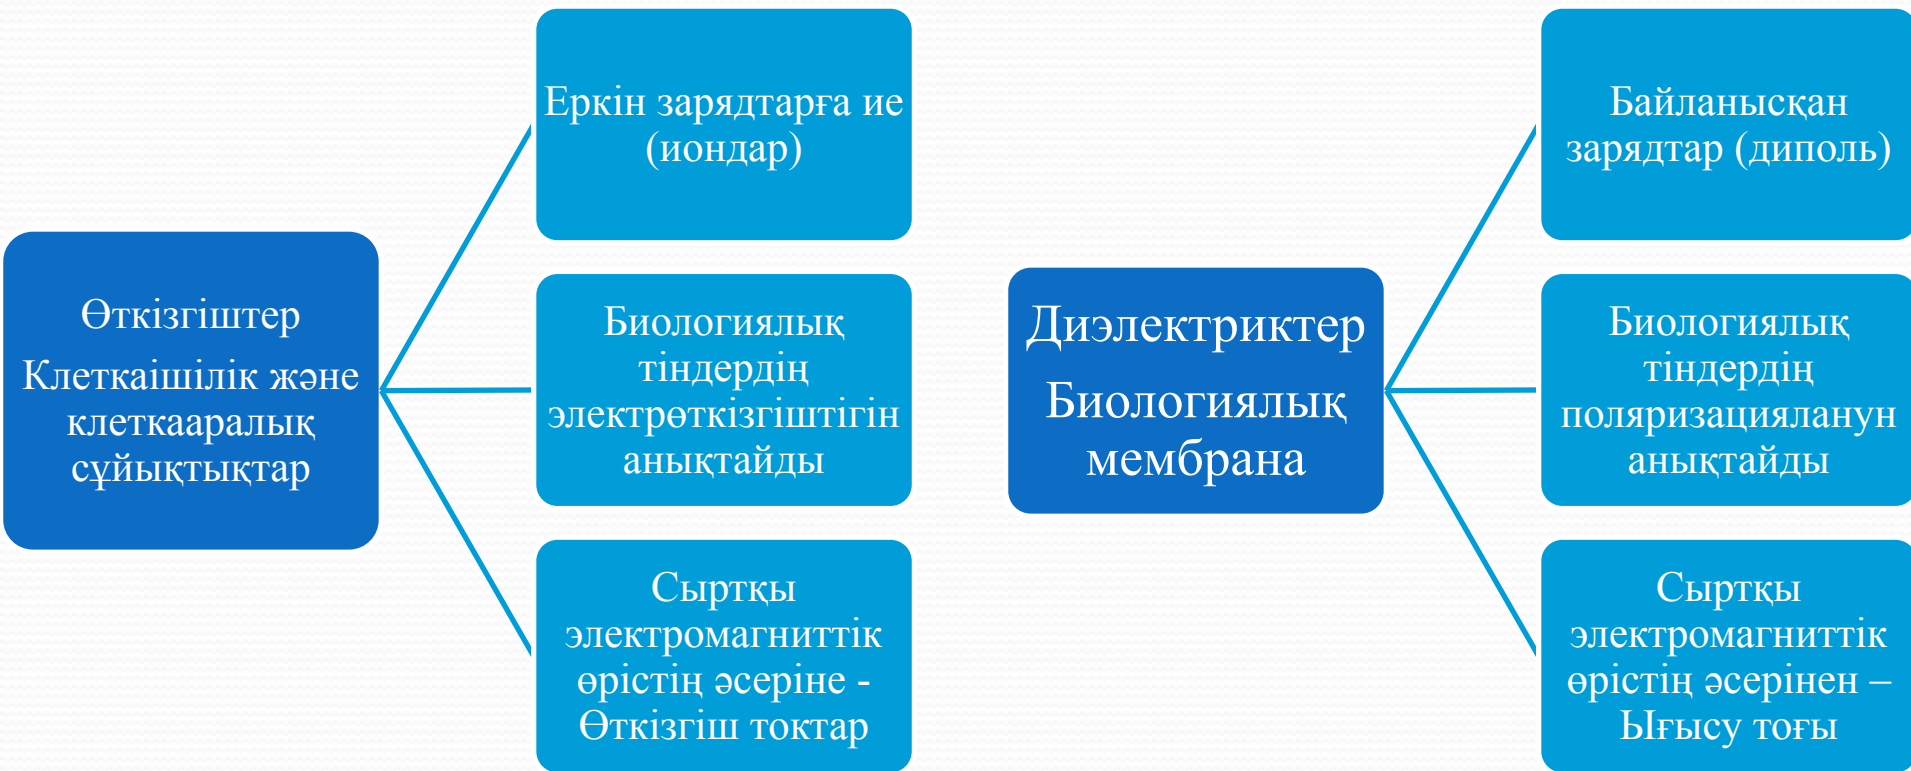 Өткізгіштер
Клеткаішілік және
клеткааралық
сұйықтықтар
Еркін зарядтарға ие
(иондар)
Биологиялық
тіндердің
электрөткізгіштігін
анықтайды
Сыртқы
электромагниттік
өрістің әсеріне -
Өткізгіш токтар
Диэлектриктер
Биологиялық
мембрана
Байланысқан
зарядтар (диполь)
Биологиялық
тіндердің
поляризациялануն
анықтайды
Сыртқы
электромагниттік
өрістің әсерінен –
Ығысу тоғы